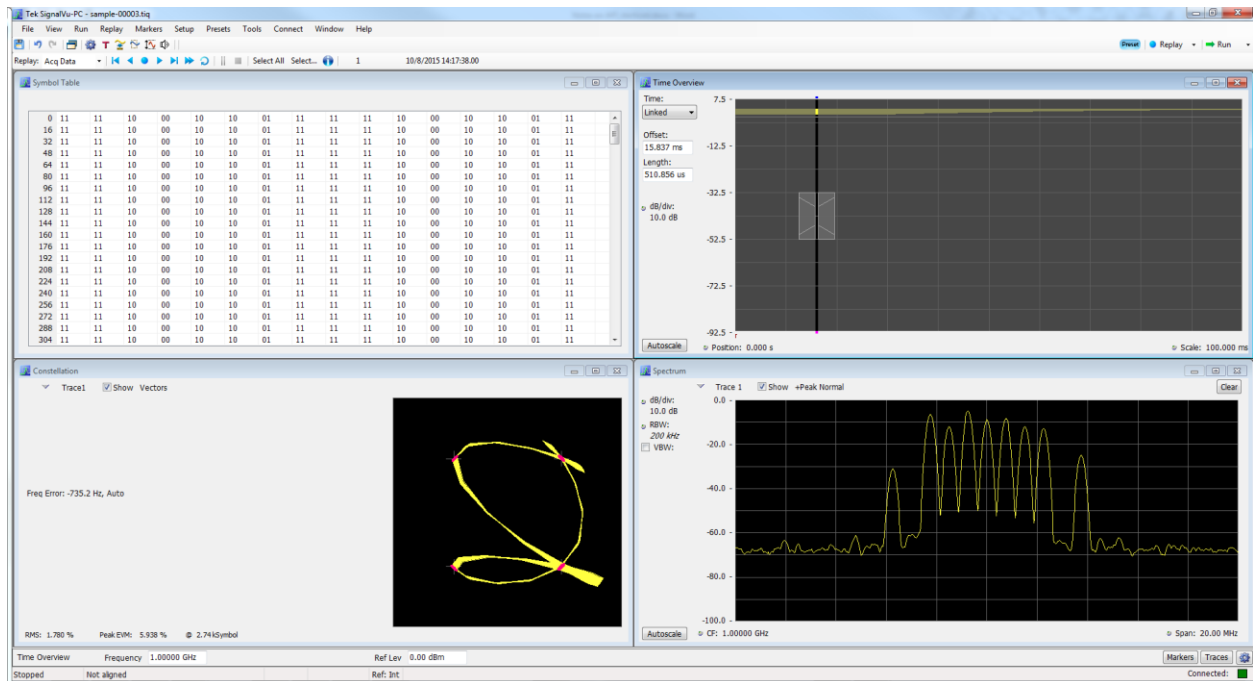 Tek SignalVu-PC - sample-00003.tiq
File View Run Replay Markers Setup Presets Tools Connect Window Help
Preset Replay Run
Replay: Acq Data Select All Select... 1 10/8/2015 14:17:38.00
Symbol Table
0 11 11 10 00 10 10 01 11 11 11 10 00 10 10 01 11
16 11 11 10 00 10 10 01 11 11 11 10 00 10 10 01 11
32 11 11 10 00 10 10 01 11 11 11 10 00 10 10 01 11
48 11 11 10 00 10 10 01 11 11 11 10 00 10 10 01 11
64 11 11 10 00 10 10 01 11 11 11 10 00 10 10 01 11
80 11 11 10 00 10 10 01 11 11 11 10 00 10 10 01 11
96 11 11 10 00 10 10 01 11 11 11 10 00 10 10 01 11
112 11 11 10 00 10 10 01 11 11 11 10 00 10 10 01 11
128 11 11 10 00 10 10 01 11 11 11 10 00 10 10 01 11
144 11 11 10 00 10 10 01 11 11 11 10 00 10 10 01 11
160 11 11 10 00 10 10 01 11 11 11 10 00 10 10 01 11
176 11 11 10 00 10 10 01 11 11 11 10 00 10 10 01 11
192 11 11 10 00 10 10 01 11 11 11 10 00 10 10 01 11
208 11 11 10 00 10 10 01 11 11 11 10 00 10 10 01 11
224 11 11 10 00 10 10 01 11 11 11 10 00 10 10 01 11
240 11 11 10 00 10 10 01 11 11 11 10 00 10 10 01 11
256 11 11 10 00 10 10 01 11 11 11 10 00 10 10 01 11
272 11 11 10 00 10 10 01 11 11 11 10 00 10 10 01 11
288 11 11 10 00 10 10 01 11 11 11 10 00 10 10 01 11
304 11 11 10 00 10 10 01 11 11 11 10 00 10 10 01 11
Time Overview
Time:
Linked
Offset:
15.837 ms
Length:
510.856 us
dB/div:
10.0 dB
7.5
-12.5
-32.5
-52.5
-72.5
-92.5
Autoscale Position: 0.000 s Scale: 100.000 ms
Constellation
Trace1 Show Vectors
Freq Error: -735.2 Hz, Auto
RMS: 1.780 % Peak EVM: 5.938 % @ 2.74 kSymbol
Spectrum
Trace 1 Show +Peak Normal Clear
dB/div:
10.0 dB
RBW:
200 kHz
VBW:
0.0
-20.0
-40.0
-60.0
-80.0
-100.0
Autoscale CF: 1.00000 GHz Span: 20.00 MHz
Time Overview Frequency 1.00000 GHz Ref Lev 0.00 dBm Markers Traces
Stopped Not aligned Ref: Int Connected: